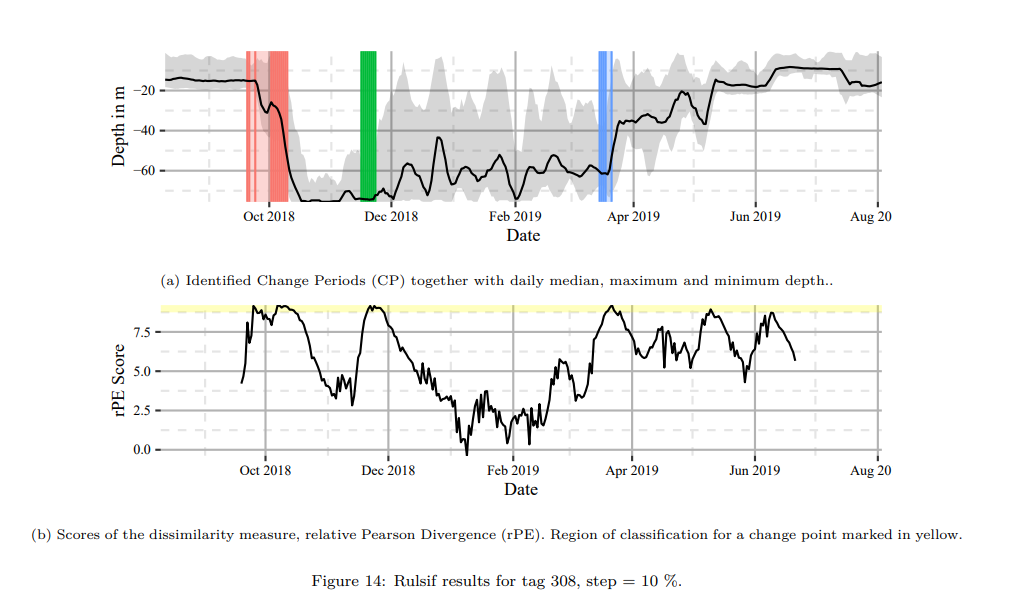 Depth in m
−20
−40
−60
Oct 2018 Dec 2018 Feb 2019 Apr 2019 Jun 2019 Aug 20
Date
(a) Identified Change Periods (CP) together with daily median, maximum and minimum depth..
rPE Score
7.5
5.0
2.5
0.0
Oct 2018 Dec 2018 Feb 2019 Apr 2019 Jun 2019 Aug 20
Date
(b) Scores of the dissimilarity measure, relative Pearson Divergence (rPE). Region of classification for a change point marked in yellow.
Figure 14: Rulsif results for tag 308, step = 10 %.